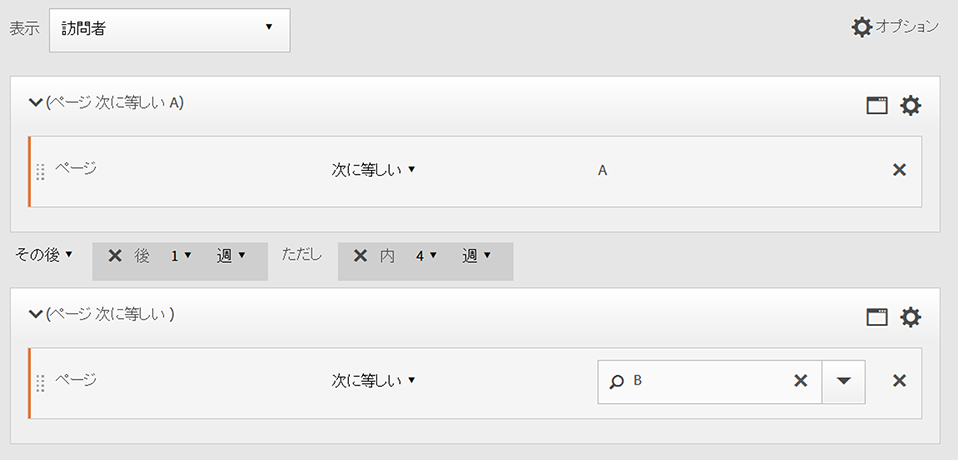 表示 訪問者 オプション
(ページ 次に等しい A)
ページ 次に等しい A
その後 後 1 週 ただし 内 4 週
(ページ 次に等しい )
ページ 次に等しい B